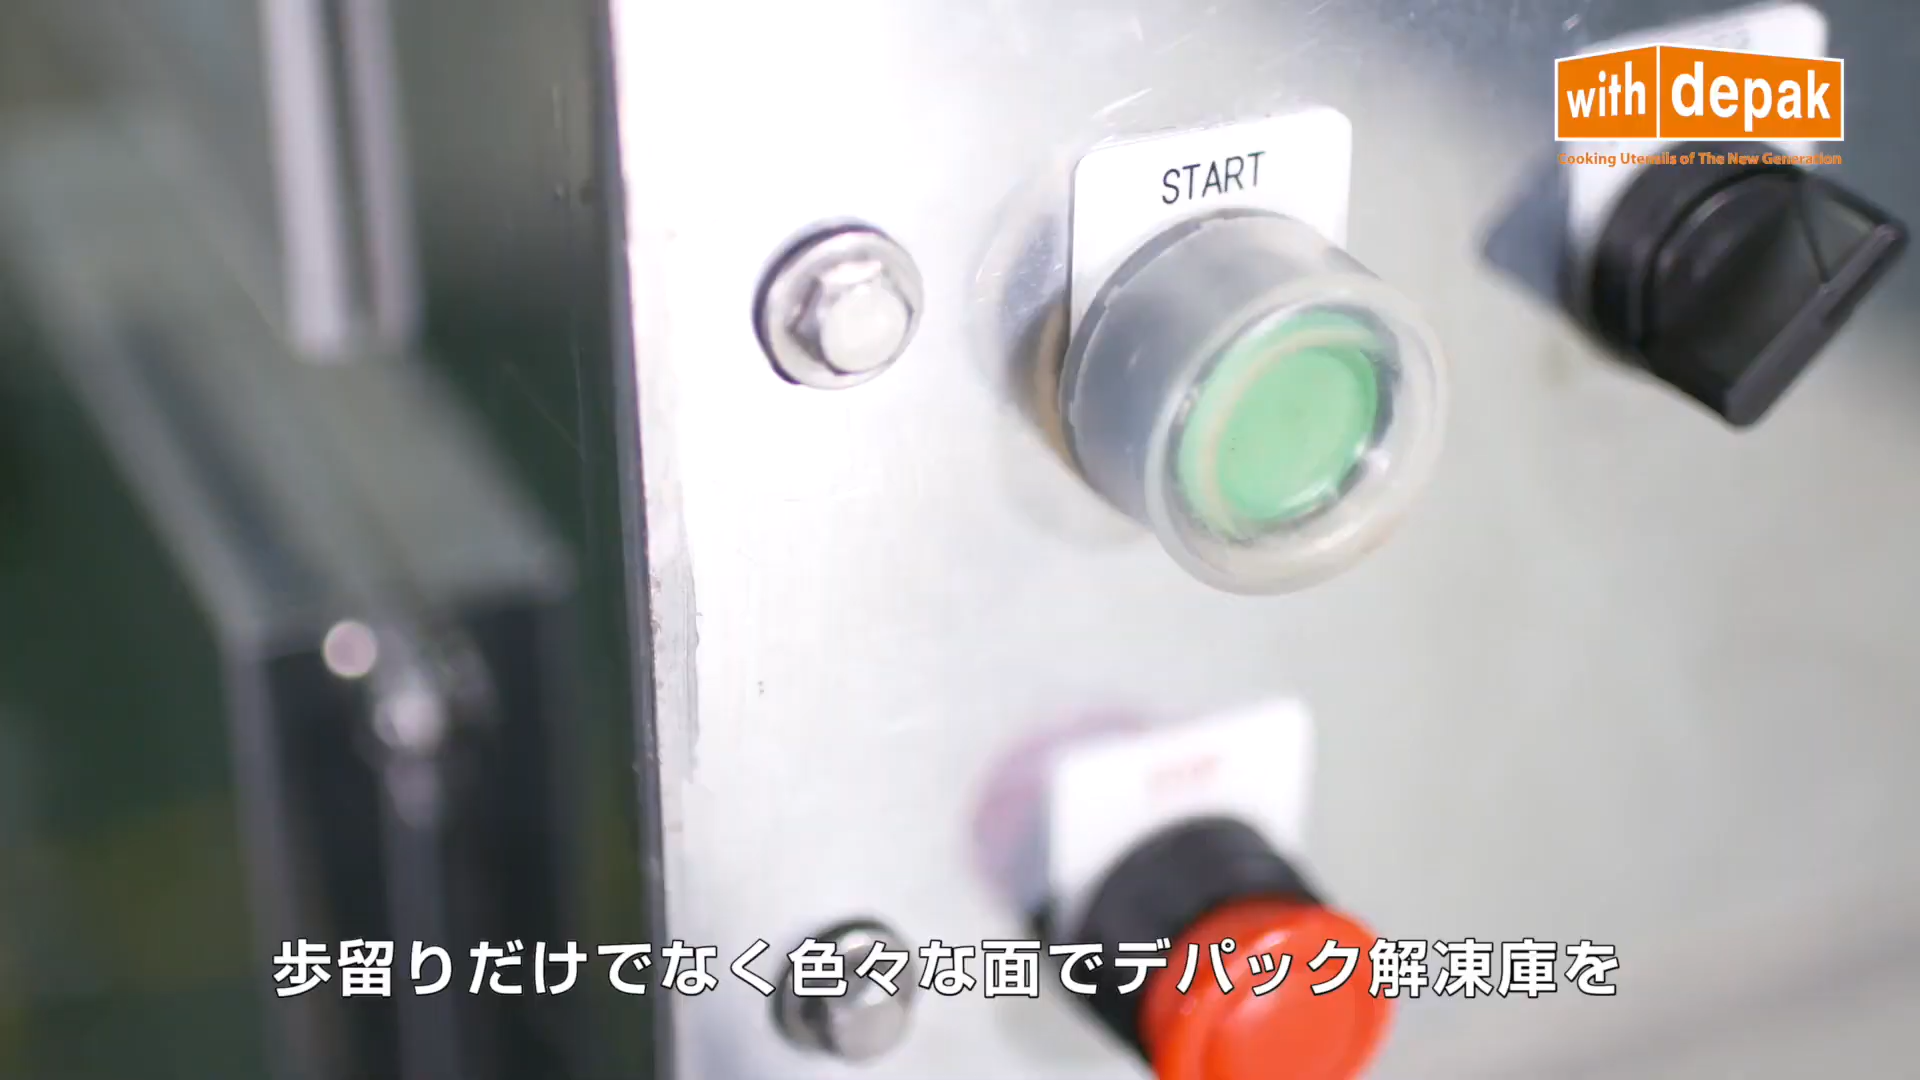 with depak
Cooking Utensils of The New Generation
START
歩留りだけでなく色々な面でデパック解凍庫を